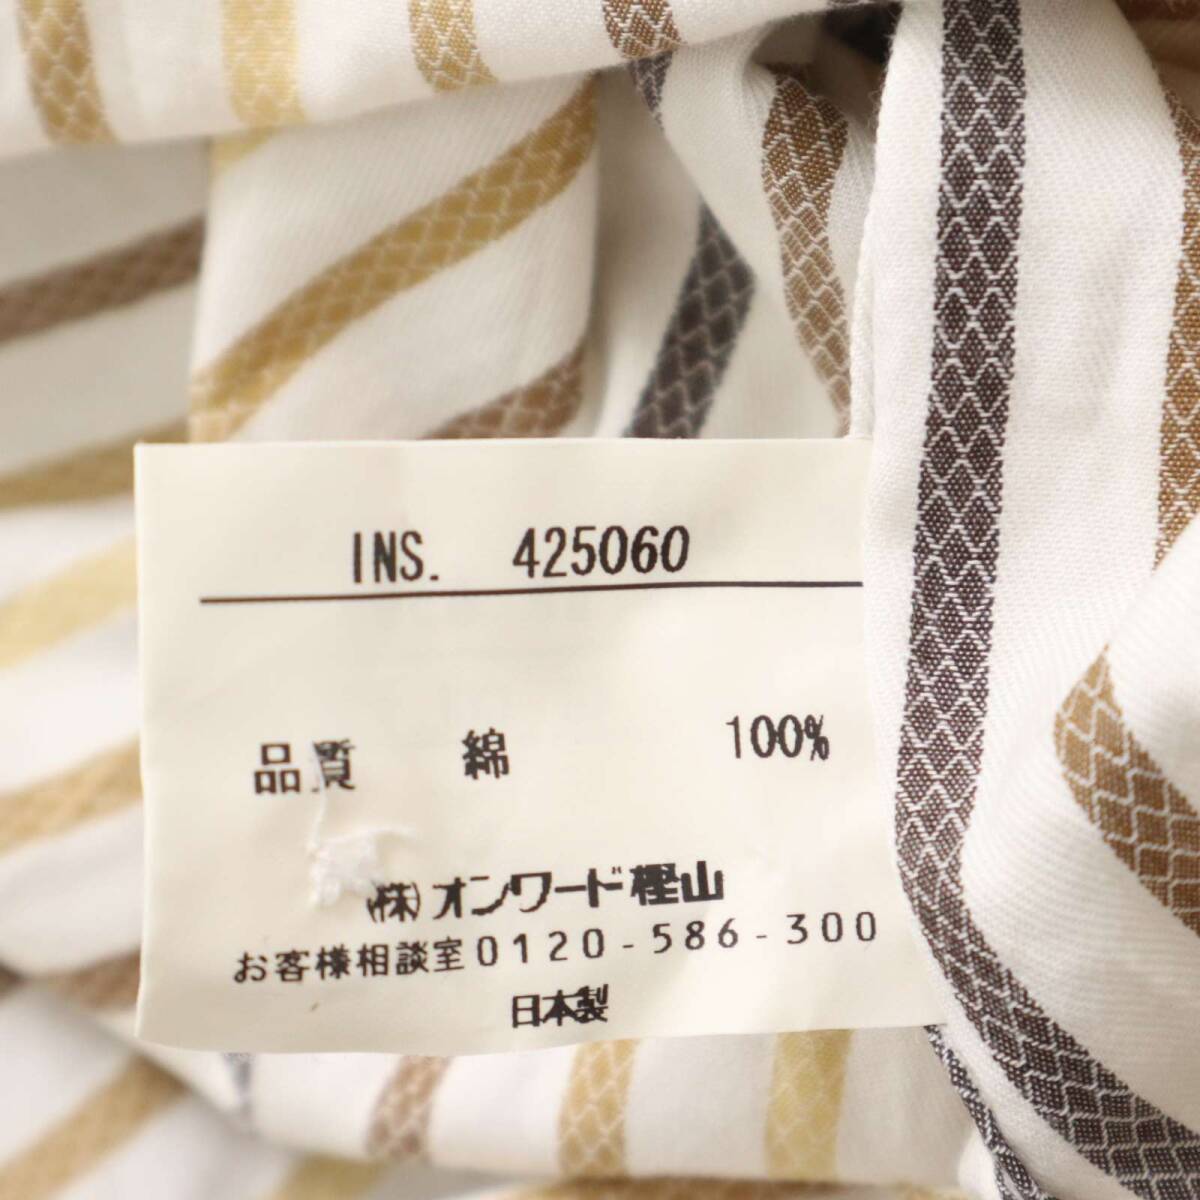 INS. 425060
品質 綿 100%
(株)オンワード樫山
お客様相談室0120-586-300
日本製